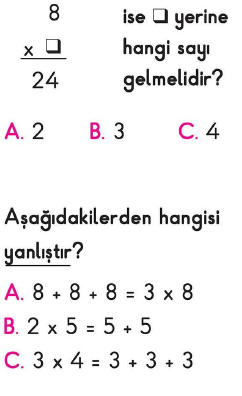 8
x ☐
24
ise ☐ yerine
hangi sayı
gelmelidir?
A. 2 B. 3 C. 4
Aşağıdakilerden hangisi
yanlıştır?
A. 8 + 8 + 8 = 3 x 8
B. 2 x 5 = 5 + 5
C. 3 x 4 = 3 + 3 + 3